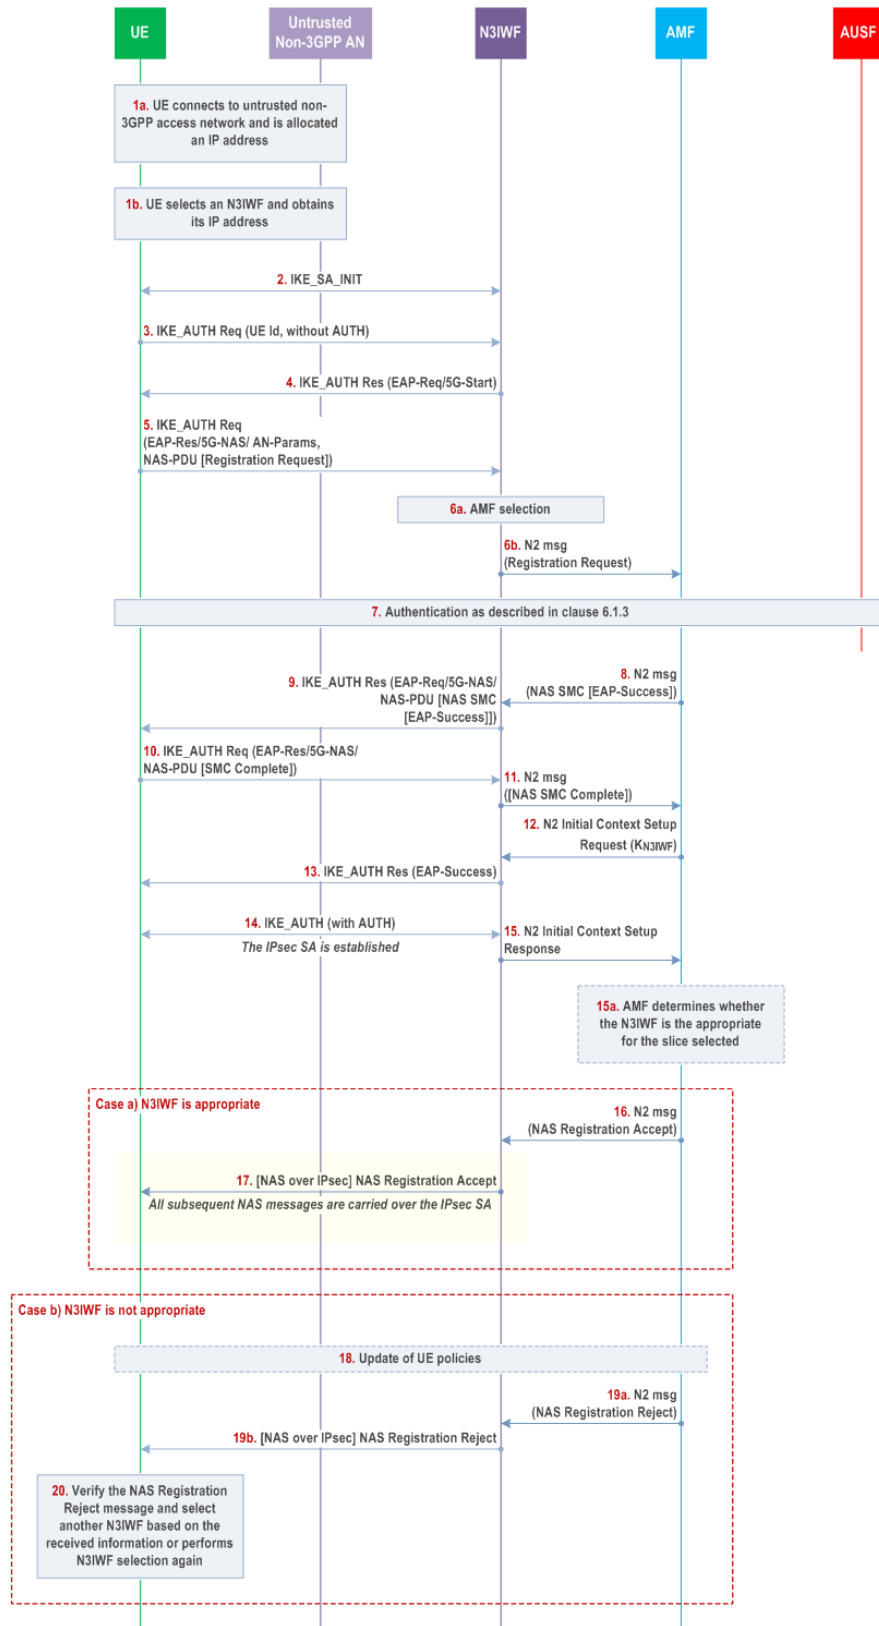 UE
Untrusted
Non-3GPP AN
N3IWF
AMF
AUSF
1a. UE connects to untrusted non-
3GPP access network and is allocated
an IP address
1b. UE selects an N3IWF and obtains
its IP address
2. IKE_SA_INIT
3. IKE_AUTH Req (UE Id, without AUTH)
4. IKE_AUTH Res (EAP-Req/5G-Start)
5. IKE_AUTH Req
(EAP-Res/5G-NAS/ AN-Params,
NAS-PDU [Registration Request])
6a. AMF selection
6b. N2 msg
(Registration Request)
7. Authentication as described in clause 6.1.3
8. N2 msg
(NAS SMC [EAP-Success])
9. IKE_AUTH Res (EAP-Req/5G-NAS/
NAS-PDU [NAS SMC
[EAP-Success]])
10. IKE_AUTH Req (EAP-Res/5G-NAS/
NAS-PDU [SMC Complete])
11. N2 msg
([NAS SMC Complete])
12. N2 Initial Context Setup
Request (KN3IWF)
13. IKE_AUTH Res (EAP-Success)
14. IKE_AUTH (with AUTH)
The IPsec SA is established
15. N2 Initial Context Setup
Response
15a. AMF determines whether
the N3IWF is the appropriate
for the slice selected
Case a) N3IWF is appropriate
16. N2 msg
(NAS Registration Accept)
17. [NAS over IPsec] NAS Registration Accept
All subsequent NAS messages are carried over the IPsec SA
Case b) N3IWF is not appropriate
18. Update of UE policies
19a. N2 msg
(NAS Registration Reject)
19b. [NAS over IPsec] NAS Registration Reject
20. Verify the NAS Registration
Reject message and select
another N3IWF based on the
received information or performs
N3IWF selection again